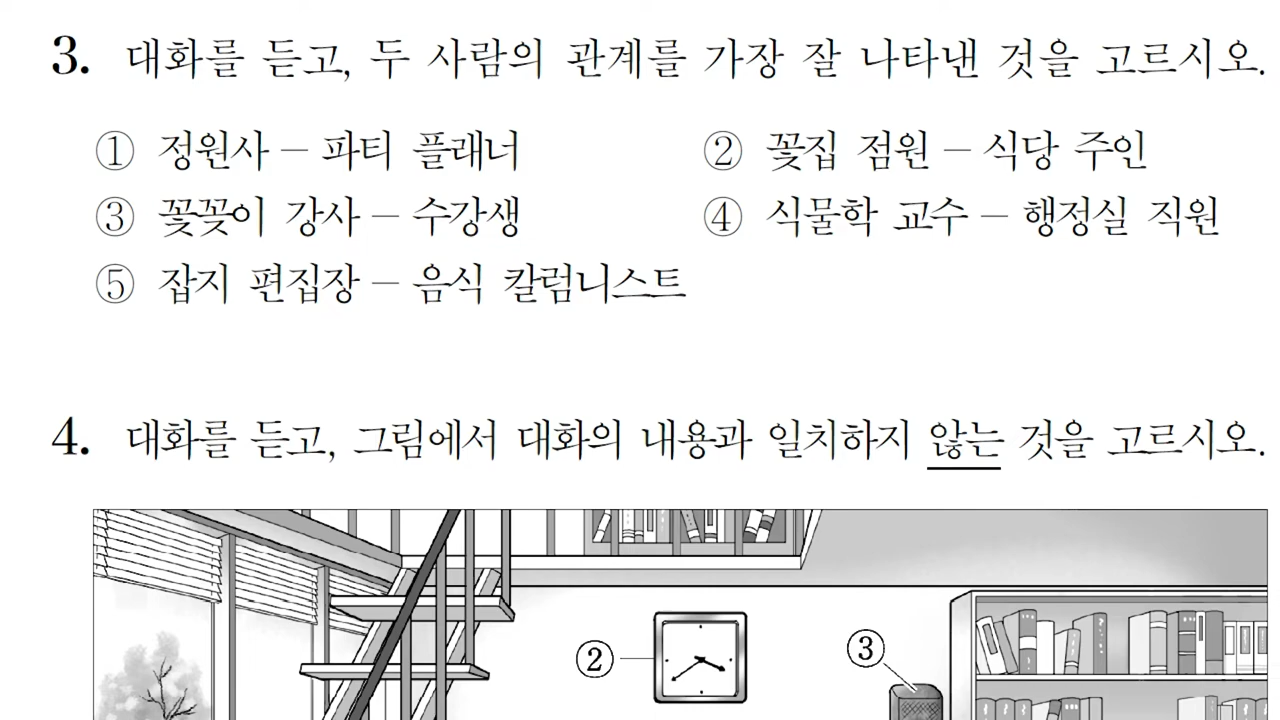 3. 대화를 듣고, 두 사람의 관계를 가장 잘 나타낸 것을 고르시오.
① 정원사 – 파티 플래너 ② 꽃집 점원 – 식당 주인
③ 꽃꽂이 강사 – 수강생 ④ 식물학 교수 – 행정실 직원
⑤ 잡지 편집장 – 음식 칼럼니스트
4. 대화를 듣고, 그림에서 대화의 내용과 일치하지 않는 것을 고르시오.
②
③